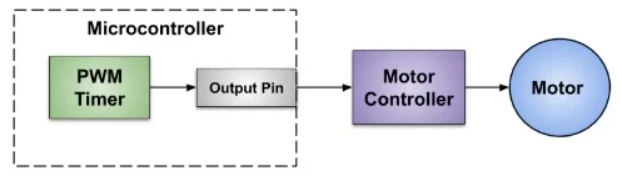 Microcontroller
PWM
Timer
Output Pin
Motor
Controller
Motor